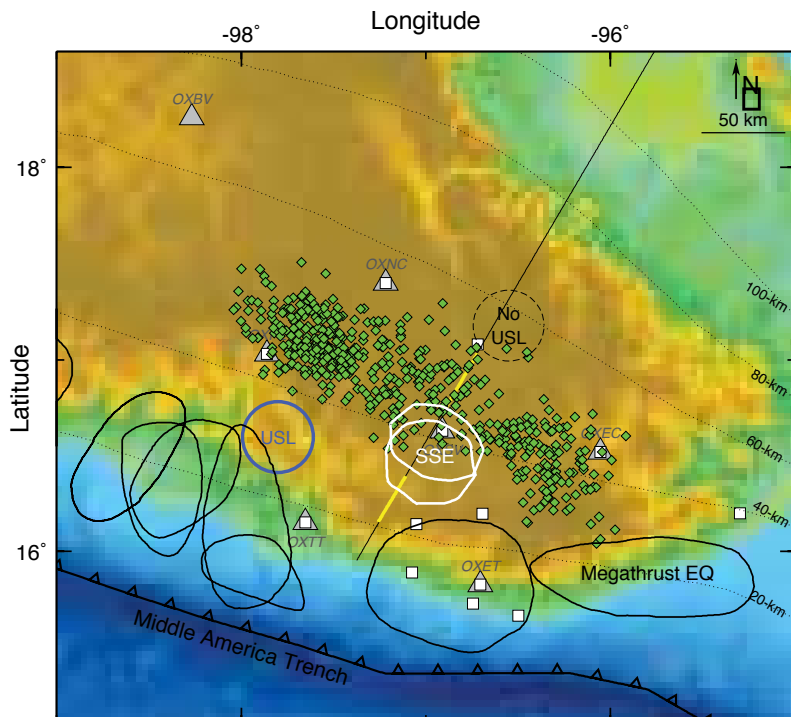 Longitude
-98
-96
OXBV
N
50 km
18˚
Latitude
OXNC
100-km
No
USL
80-km
17˚
USL
SSE
OXEC
60-km
40-km
16˚
OXTT
OXET
Megathrust EQ
20-km
Middle America Trench